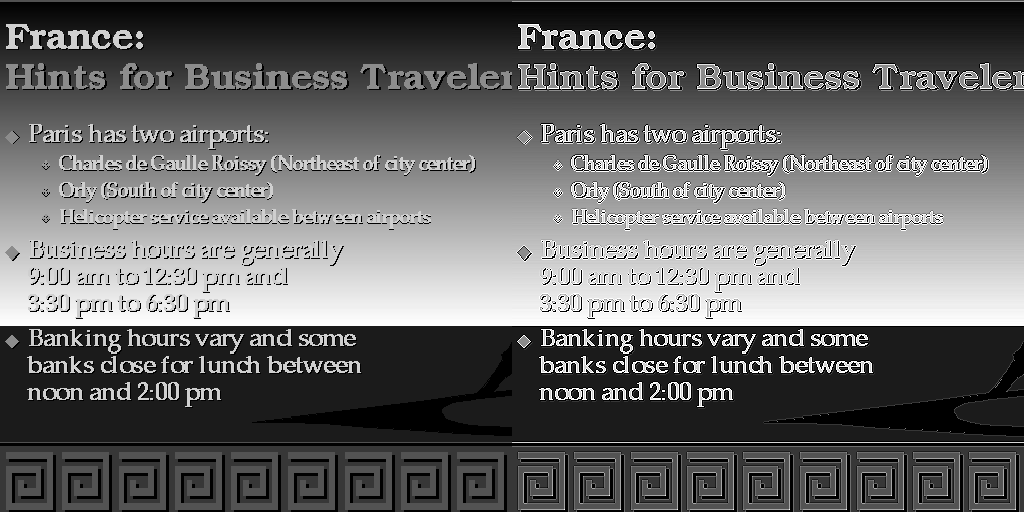 France:
Hints for Business Traveler
Paris has two airports:
Charles de Gaulle Roissy (Northeast of city center)
Orly (South of city center)
Helicopter service available between airports
Business hours are generally
9:00 am to 12:30 pm and
3:30 pm to 6:30 pm
Banking hours vary and some
banks close for lunch between
noon and 2:00 pm
France:
Hints for Business Traveler
Paris has two airports:
Charles de Gaulle Roissy (Northeast of city center)
Orly (South of city center)
Helicopter service available between airports
Business hours are generally
9:00 am to 12:30 pm and
3:30 pm to 6:30 pm
Banking hours vary and some
banks close for lunch between
noon and 2:00 pm